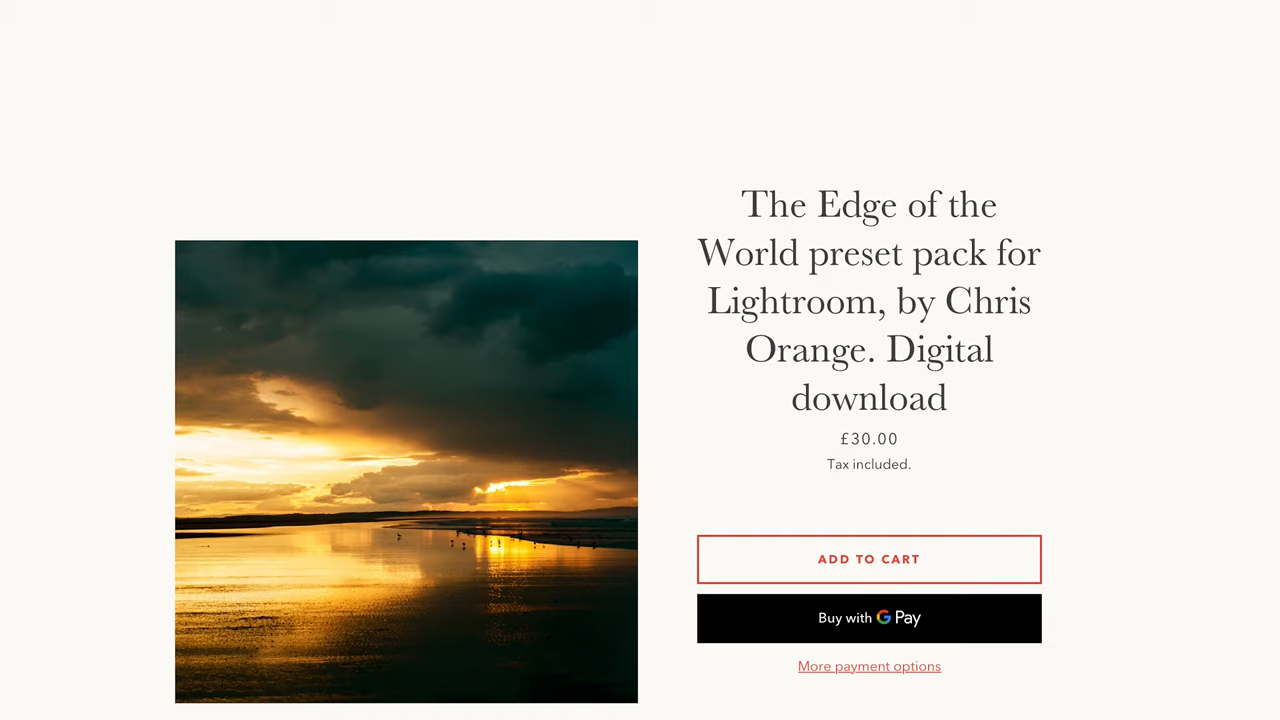 The Edge of the
World preset pack for
Lightroom, by Chris
Orange. Digital
download
£30.00
Tax included.
ADD TO CART
Buy with G Pay
More payment options